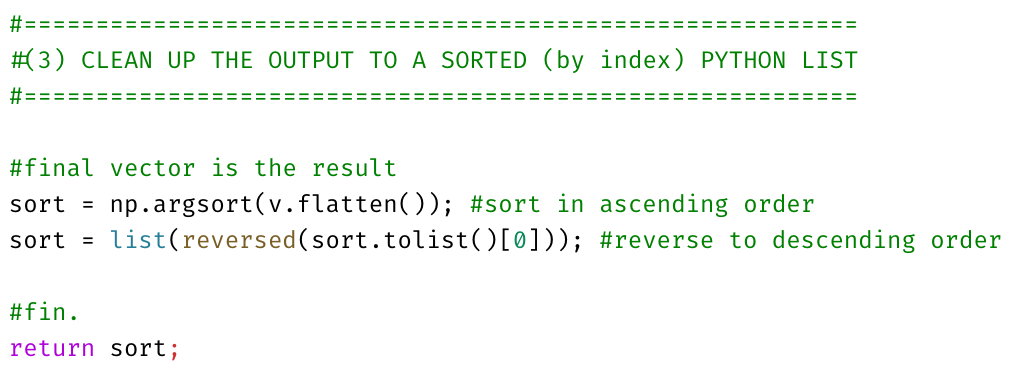 #==========================================================
#(3) CLEAN UP THE OUTPUT TO A SORTED (by index) PYTHON LIST
#==========================================================
#final vector is the result
sort = np.argsort(v.flatten()); #sort in ascending order
sort = list(reversed(sort.tolist()[0])); #reverse to descending order
#fin.
return sort;